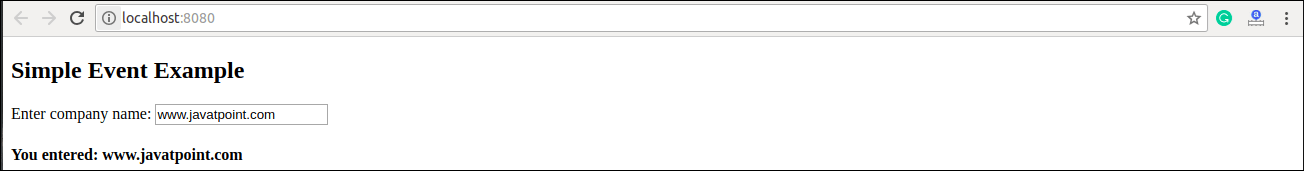 localhost:8080
Simple Event Example
Enter company name: www.javatpoint.com
You entered: www.javatpoint.com